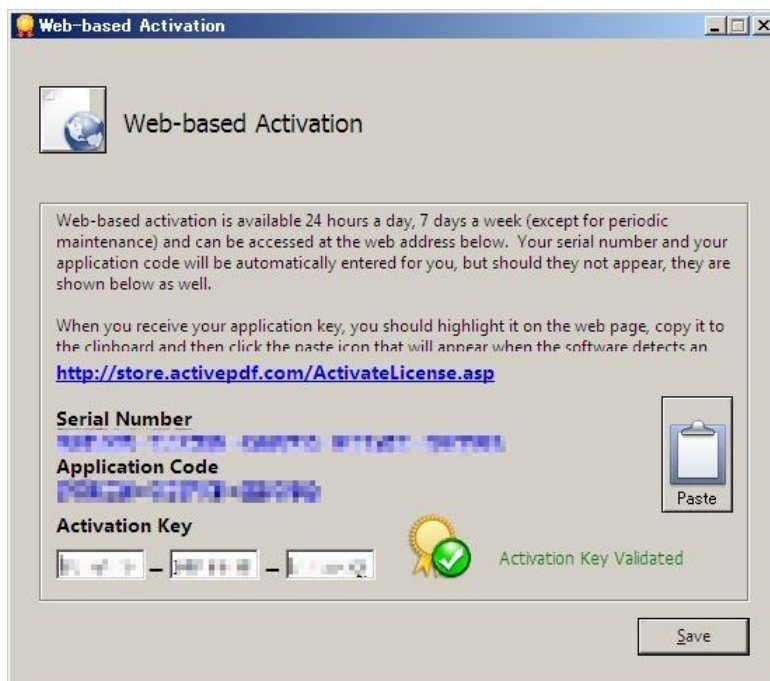 Web-based Activation
Web-based Activation
Web-based activation is available 24 hours a day, 7 days a week (except for periodic
maintenance) and can be accessed at the web address below.  Your serial number and your
application code will be automatically entered for you, but should they not appear, they are
shown below as well.
When you receive your application key, you should highlight it on the web page, copy it to
the clipboard and then click the paste icon that will appear when the software detects an
http://store.activepdf.com/ActivateLicense.asp
Serial Number
Application Code
Paste
Activation Key
– –
Activation Key Validated
Save